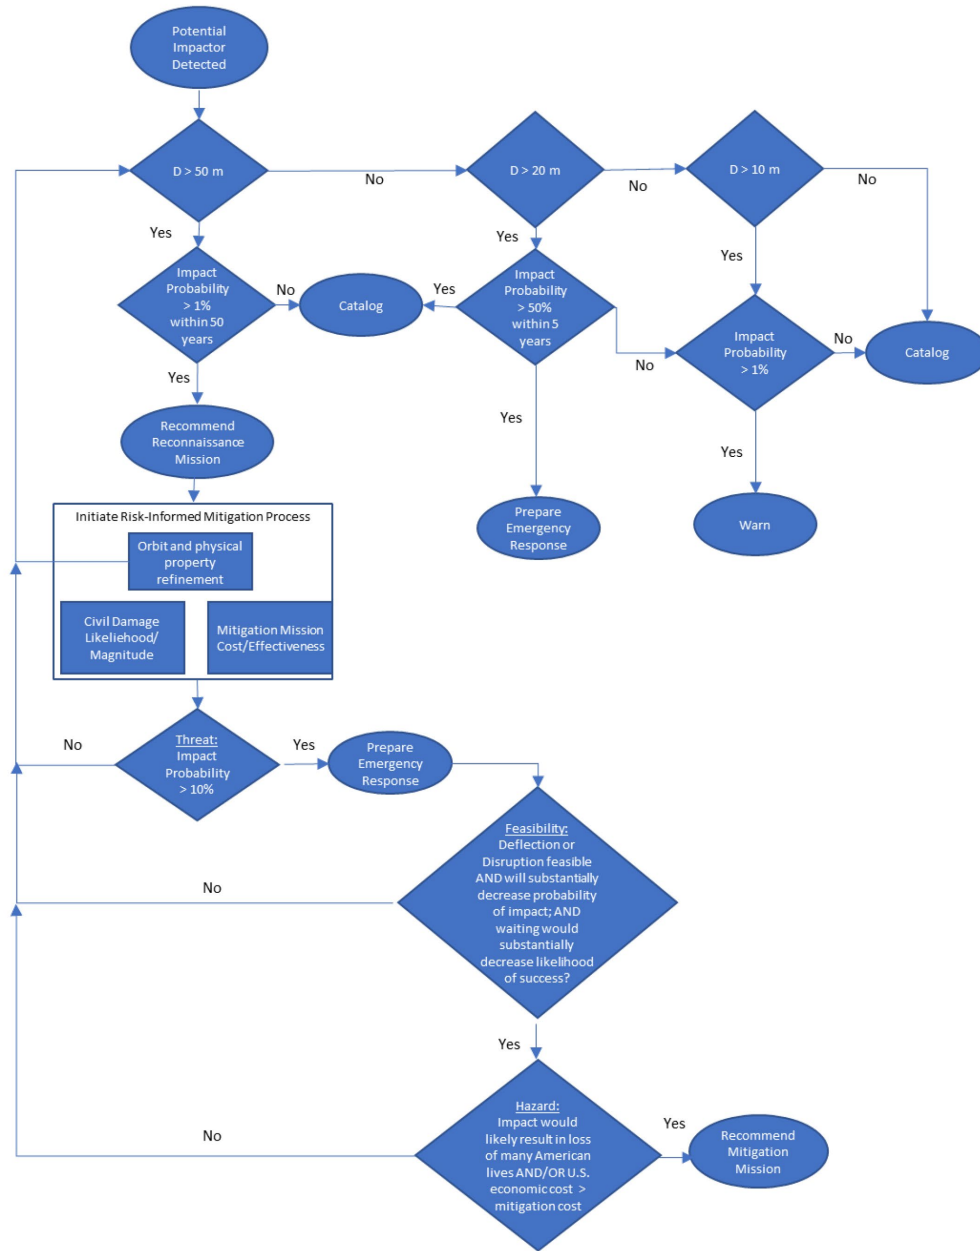 Potential
Impactor
Detected
D > 50 m
No
D > 20 m
No
D > 10 m
No
Yes
Yes
Yes
Impact
Probability
> 1%
within 50
years
No
Catalog
Yes
Impact
Probability
> 50%
within 5
years
No
Impact
Probability
> 1%
No
Catalog
Yes
Yes
Yes
Recommend
Reconnaissance
Mission
Prepare
Emergency
Response
Warn
Initiate Risk-Informed Mitigation Process
Orbit and physical
property
refinement
Civil Damage
Likeliehood/
Magnitude
Mitigation Mission
Cost/Effectiveness
No
Threat:
Impact
Probability
> 10%
Yes
Prepare
Emergency
Response
No
Feasibility:
Deflection or
Disruption feasible
AND will substantially
decrease probability
of impact; AND
waiting would
substantially
decrease likelihood
of success?
Yes
No
Hazard:
Impact would
likely result in loss
of many American
lives AND/OR U.S.
economic cost >
mitigation cost
Yes
Recommend
Mitigation
Mission